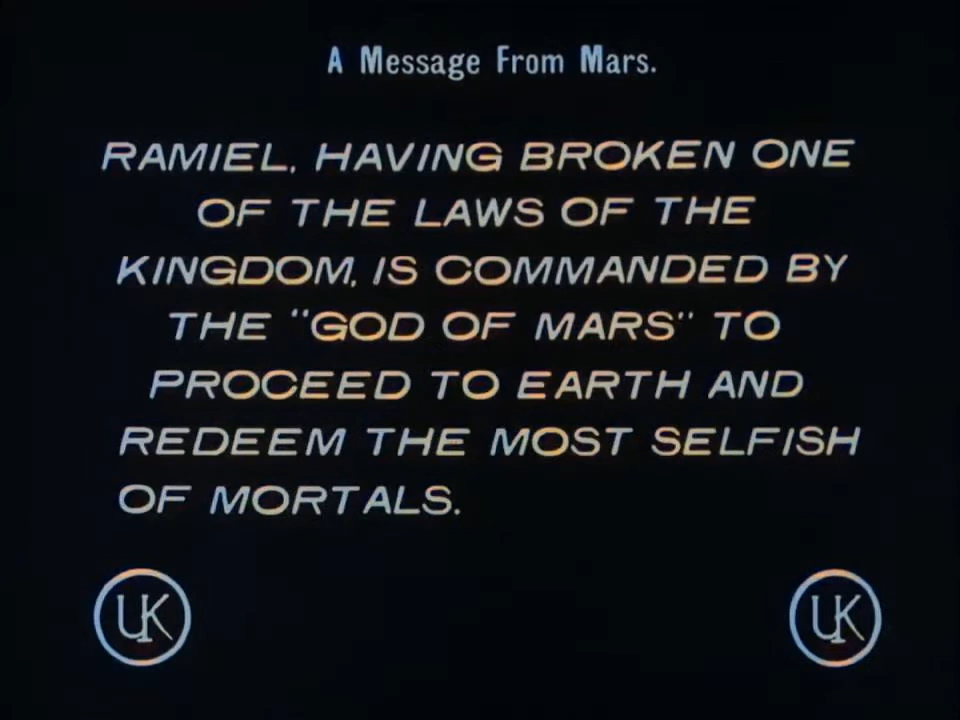 A Message From Mars.
RAMIEL, HAVING BROKEN ONE
OF THE LAWS OF THE
KINGDOM, IS COMMANDED BY
THE "GOD OF MARS" TO
PROCEED TO EARTH AND
REDEEM THE MOST SELFISH
OF MORTALS.
UK UK